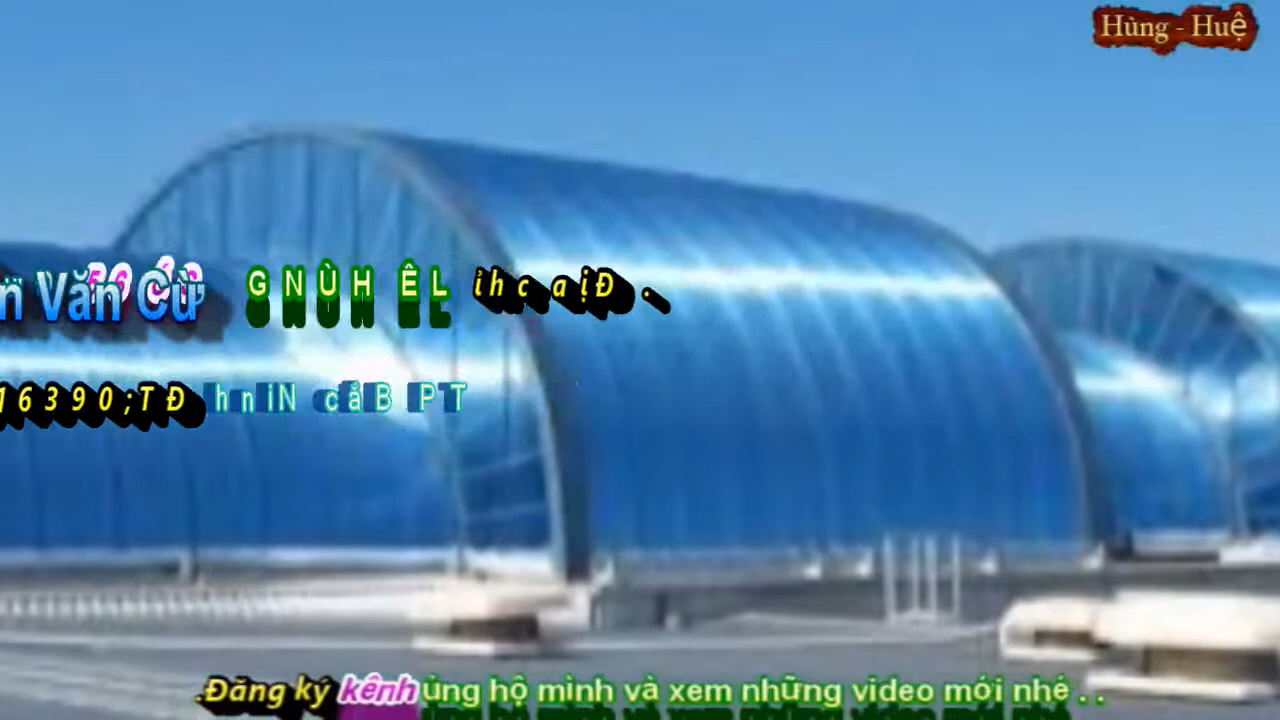 Hùng - Huệ
n Văn Cừ GNÙH ÊL ihc aịĐ .
16390;TĐ hniN cắB PT
.Đăng ký kênh ủng hộ mình và xem những video mới nhé . .